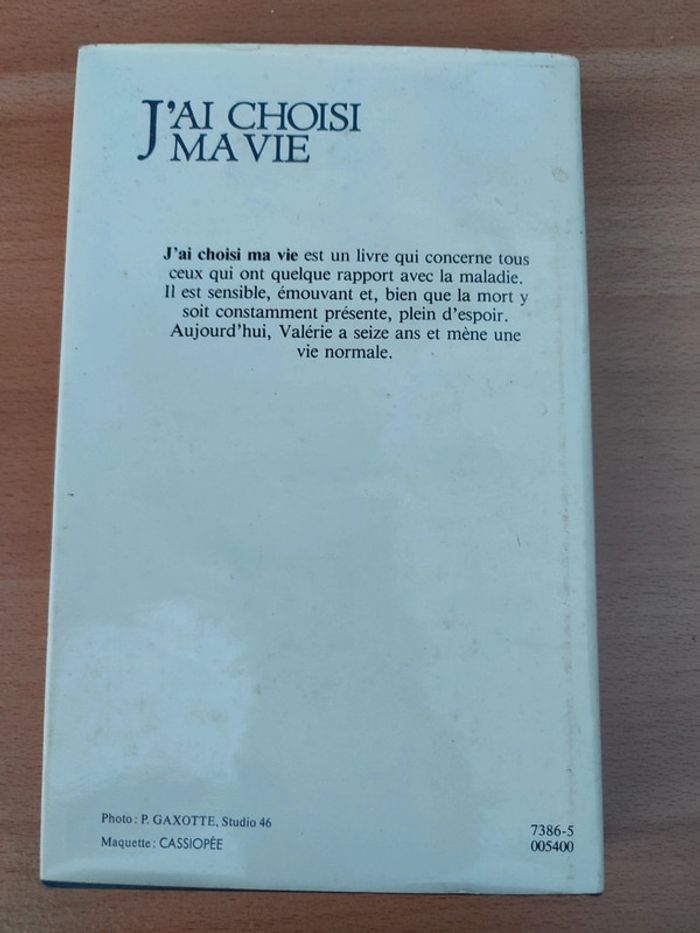 J'AI CHOISI
MA VIE
J'ai choisi ma vie est un livre qui concerne tous
ceux qui ont quelque rapport avec la maladie.
Il est sensible, émouvant et, bien que la mort y
soit constamment présente, plein d'espoir.
Aujourd'hui, Valérie a seize ans et mène une
vie normale.
Photo : P. GAXOTTE, Studio 46
Maquette : CASSIOPÉE
7386-5
005400